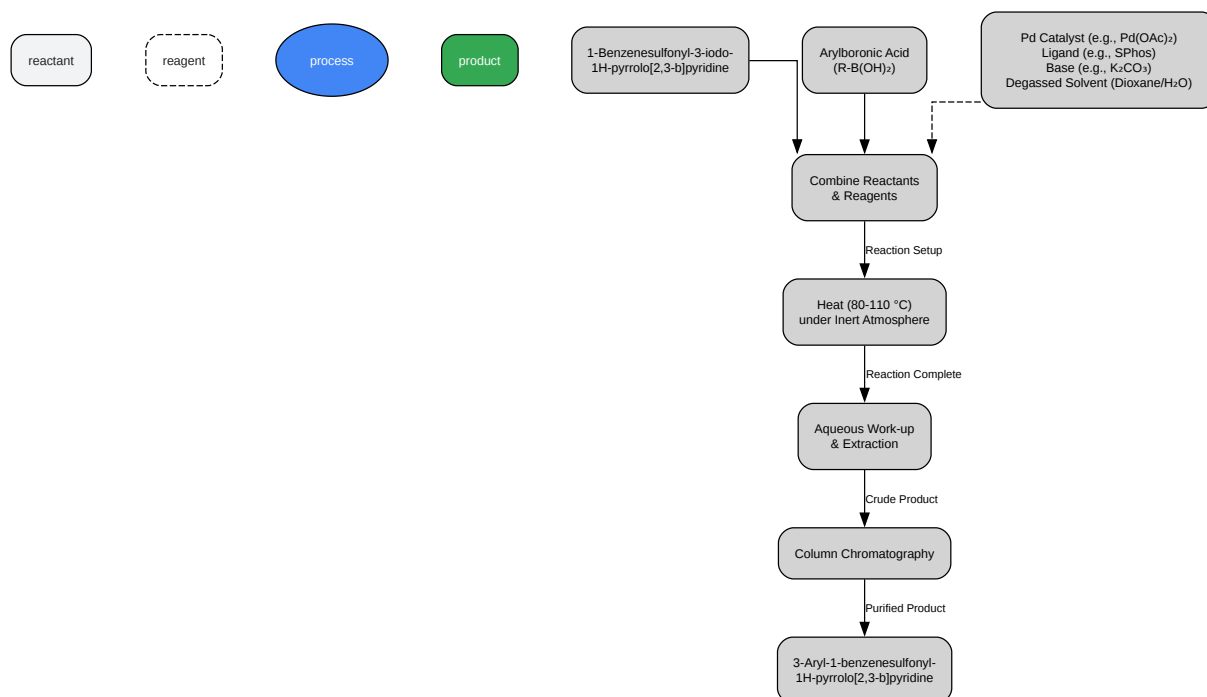 reactant
reagent
process
product
1-Benzenesulfonyl-3-iodo-
1H-pyrrolo[2,3-b]pyridine
Arylboronic Acid
(R-B(OH)₂)
Pd Catalyst (e.g., Pd(OAc)₂)
Ligand (e.g., SPhos)
Base (e.g., K₂CO₃)
Degassed Solvent (Dioxane/H₂O)
Combine Reactants
& Reagents
Reaction Setup
Heat (80-110 °C)
under Inert Atmosphere
Reaction Complete
Aqueous Work-up
& Extraction
Crude Product
Column Chromatography
Purified Product
3-Aryl-1-benzenesulfonyl-
1H-pyrrolo[2,3-b]pyridine